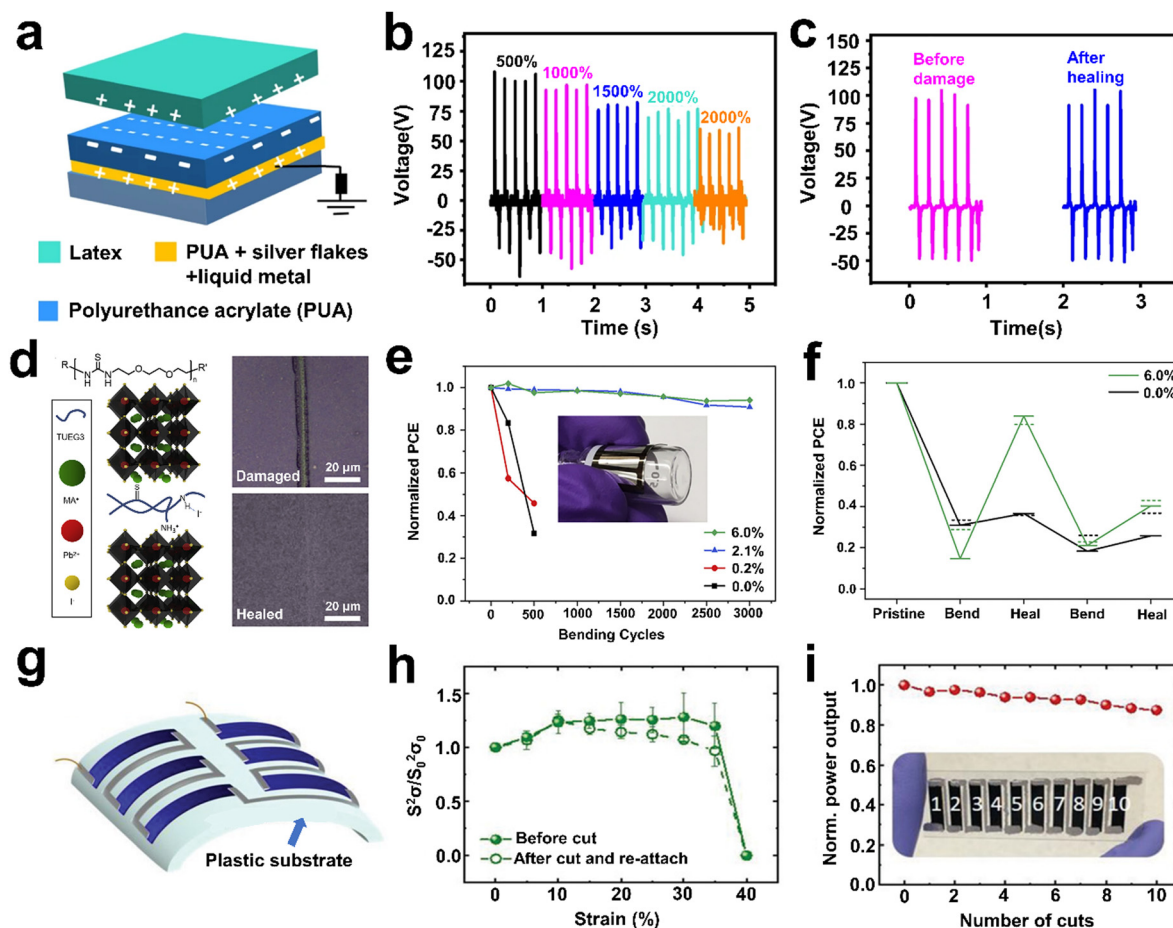 a
Latex
PUA + silver flakes
+liquid metal
Polyurethance acrylate (PUA)
b
125
100
75
50
25
0
-25
-50
Voltage(V)
500%
1000%
1500%
2000%
2000%
0 1 2 3 4 5
Time (s)
c
150
125
100
75
50
25
0
-25
-50
Voltage(V)
Before
damage
After
healing
0 1 2 3
Time(s)
d
R
S
N
H
N
H
O
O
n
R'
TUEG3
MA⁺
Pb²⁺
I⁻
S
N
H
I⁻
NH₃⁺
Damaged
20 μm
Healed
20 μm
e
1.0
0.8
0.6
0.4
0.2
0.0
Normalized PCE
6.0%
2.1%
0.2%
0.0%
0 500 1000 1500 2000 2500 3000
Bending Cycles
f
6.0%
0.0%
1.0
0.8
0.6
0.4
0.2
0.0
Normalized PCE
Pristine Bend Heal Bend Heal
g
Plastic substrate
h
1.5
1.0
0.5
0.0
S²σ/S₀²σ₀
Before cut
After cut and re-attach
0 10 20 30 40
Strain (%)
i
1.0
0.8
0.6
0.4
0.2
0.0
Norm. power output
1 2 3 4 5 6 7 8 9 10
0 2 4 6 8 10
Number of cuts